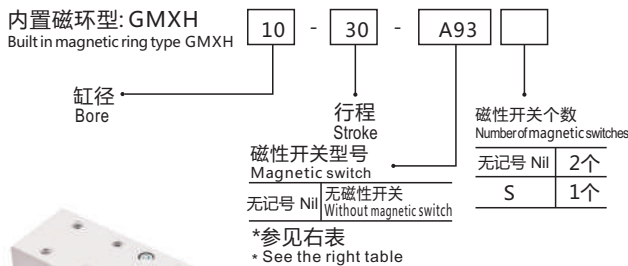 内置磁环型: GMXH
Built in magnetic ring type GMXH
10 - 30 - A93
缸径
Bore
行程
Stroke
磁性开关型号
Magnetic switch
无记号 Nil 无磁性开关
Without magnetic switch
*参见右表
* See the right table
磁性开关个数
Number of magnetic switches
无记号 Nil 2个
S 1个